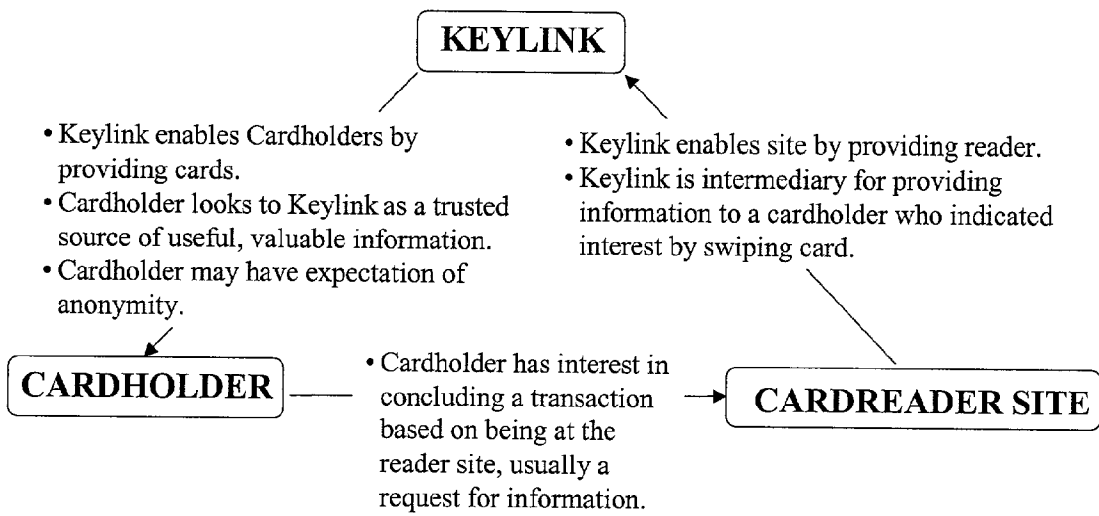 KEYLINK
• Keylink enables Cardholders by
providing cards.
• Cardholder looks to Keylink as a trusted
source of useful, valuable information.
• Cardholder may have expectation of
anonymity.
• Keylink enables site by providing reader.
• Keylink is intermediary for providing
information to a cardholder who indicated
interest by swiping card.
CARDHOLDER
• Cardholder has interest in
concluding a transaction
based on being at the
reader site, usually a
request for information.
CARDREADER SITE